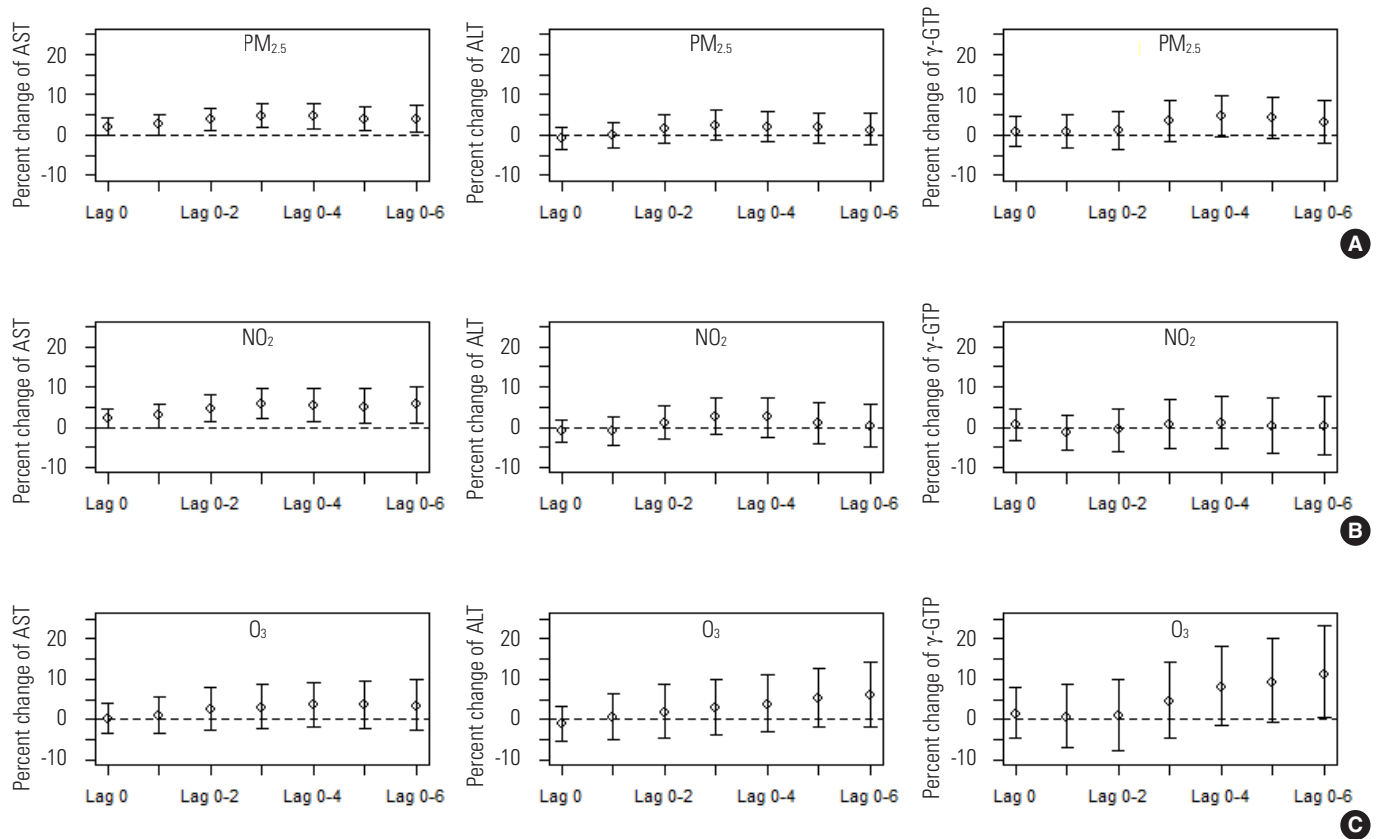 Percent change of AST
PM₂.₅
20
10
0
-10
Lag 0
Lag 0-2
Lag 0-4
Lag 0-6
Percent change of ALT
PM₂.₅
20
10
0
-10
Lag 0
Lag 0-2
Lag 0-4
Lag 0-6
Percent change of γ-GTP
PM₂.₅
20
10
0
-10
Lag 0
Lag 0-2
Lag 0-4
Lag 0-6
A
Percent change of AST
NO₂
20
10
0
-10
Lag 0
Lag 0-2
Lag 0-4
Lag 0-6
Percent change of ALT
NO₂
20
10
0
-10
Lag 0
Lag 0-2
Lag 0-4
Lag 0-6
Percent change of γ-GTP
NO₂
20
10
0
-10
Lag 0
Lag 0-2
Lag 0-4
Lag 0-6
B
Percent change of AST
O₃
20
10
0
-10
Lag 0
Lag 0-2
Lag 0-4
Lag 0-6
Percent change of ALT
O₃
20
10
0
-10
Lag 0
Lag 0-2
Lag 0-4
Lag 0-6
Percent change of γ-GTP
O₃
20
10
0
-10
Lag 0
Lag 0-2
Lag 0-4
Lag 0-6
C